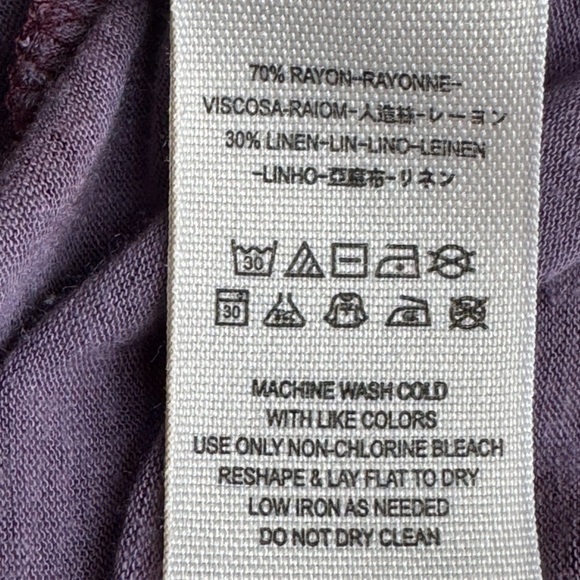 70% RAYON-RAYONNE-
VISCOSA-RAIOM-人造絲-レーヨン
30% LINEN-LIN-LINO-LEINEN
-LINHO-亞麻布-リネン
30
30
MACHINE WASH COLD
WITH LIKE COLORS
USE ONLY NON-CHLORINE BLEACH
RESHAPE & LAY FLAT TO DRY
LOW IRON AS NEEDED
DO NOT DRY CLEAN